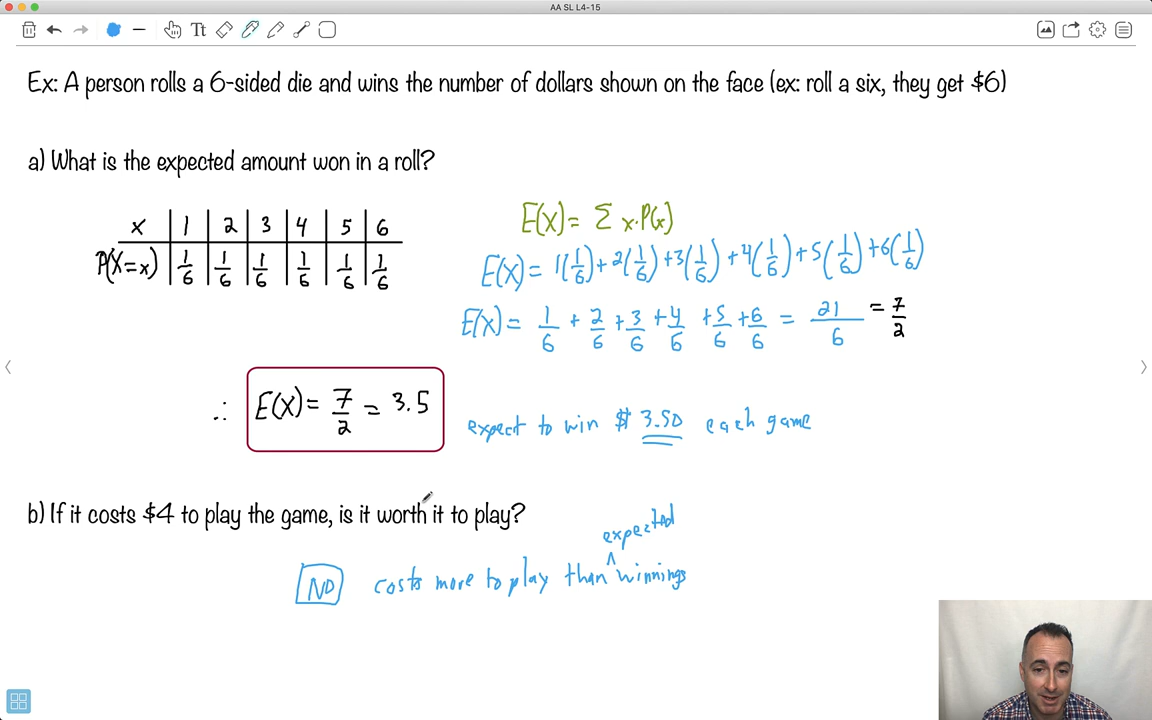 AA SL L4-15
Tt
Ex: A person rolls a 6-sided die and wins the number of dollars shown on the face (ex: roll a six, they get $6)
a) What is the expected amount won in a roll?
x | 1 | 2 | 3 | 4 | 5 | 6
P(X=x) | 1/6 | 1/6 | 1/6 | 1/6 | 1/6 | 1/6
E(X) = Σ x·P(x)
E(X) = 1(1/6) + 2(1/6) + 3(1/6) + 4(1/6) + 5(1/6) + 6(1/6)
E(X) = 1/6 + 2/6 + 3/6 + 4/6 + 5/6 + 6/6 = 21/6 = 7/2
∴ E(X) = 7/2 = 3.5
expect to win $ 3.50 each game
b) If it costs $4 to play the game, is it worth it to play?
NO costs more to play than ^expected winnings